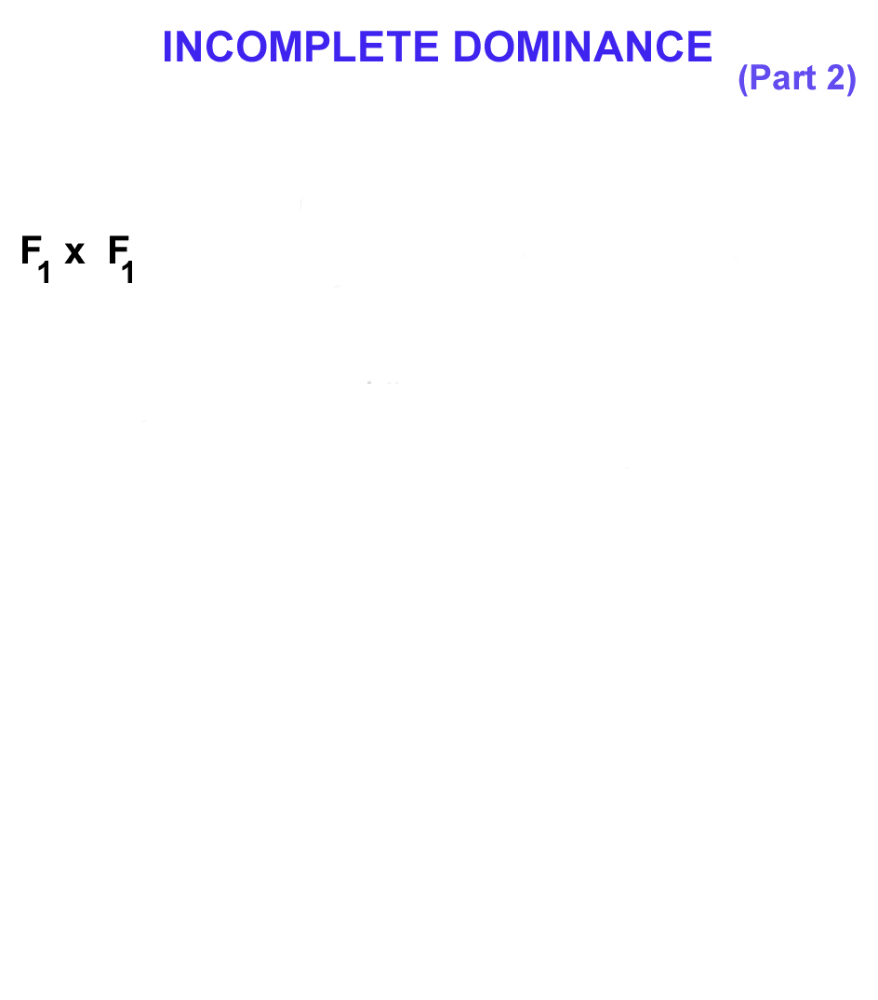 INCOMPLETE DOMINANCE
(Part 2)
F₁ x F₁